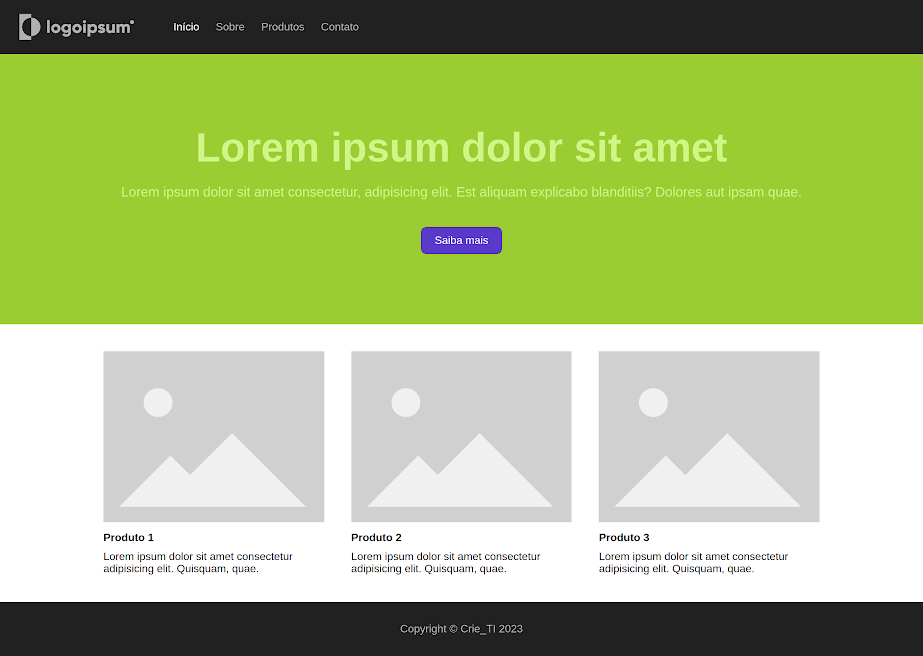 logoipsum
Início Sobre Produtos Contato
Lorem ipsum dolor sit amet
Lorem ipsum dolor sit amet consectetur, adipisicing elit. Est aliquam explicabo blanditiis? Dolores aut ipsam quae.
Saiba mais
Produto 1
Lorem ipsum dolor sit amet consectetur
adipisicing elit. Quisquam, quae.
Produto 2
Lorem ipsum dolor sit amet consectetur
adipisicing elit. Quisquam, quae.
Produto 3
Lorem ipsum dolor sit amet consectetur
adipisicing elit. Quisquam, quae.
Copyright © Crie_TI 2023